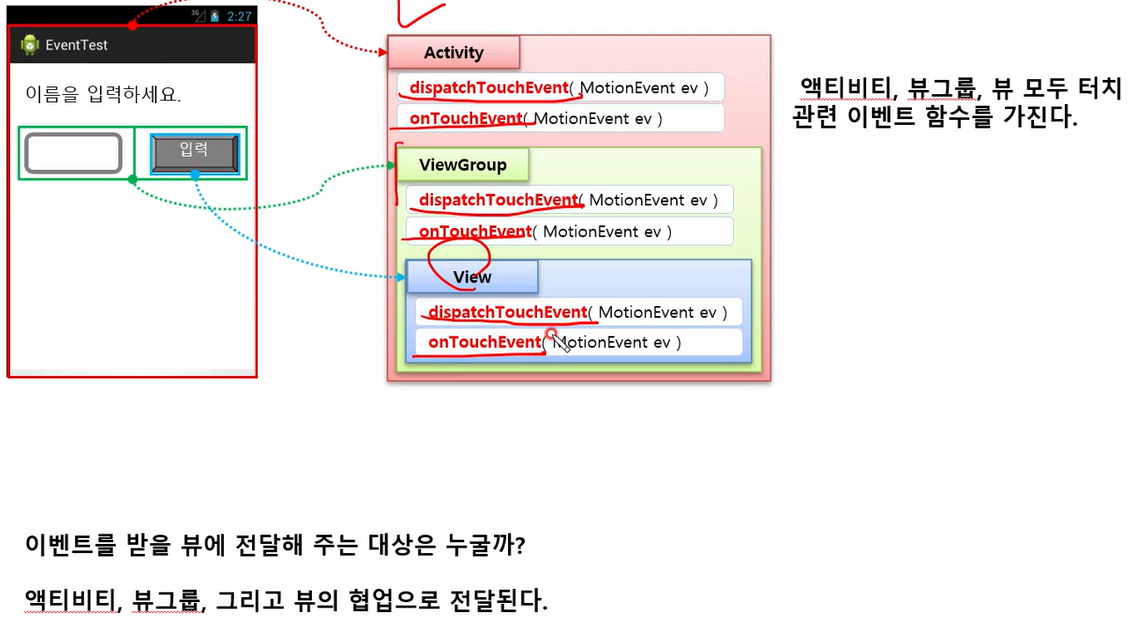 3G 2:27
EventTest
이름을 입력하세요.
입력
Activity
dispatchTouchEvent( MotionEvent ev )
onTouchEvent( MotionEvent ev )
ViewGroup
dispatchTouchEvent( MotionEvent ev )
onTouchEvent( MotionEvent ev )
View
dispatchTouchEvent( MotionEvent ev )
onTouchEvent( MotionEvent ev )
액티비티, 뷰그룹, 뷰 모두 터치
관련 이벤트 함수를 가진다.
이벤트를 받을 뷰에 전달해 주는 대상은 누굴까?
액티비티, 뷰그룹, 그리고 뷰의 협업으로 전달된다.